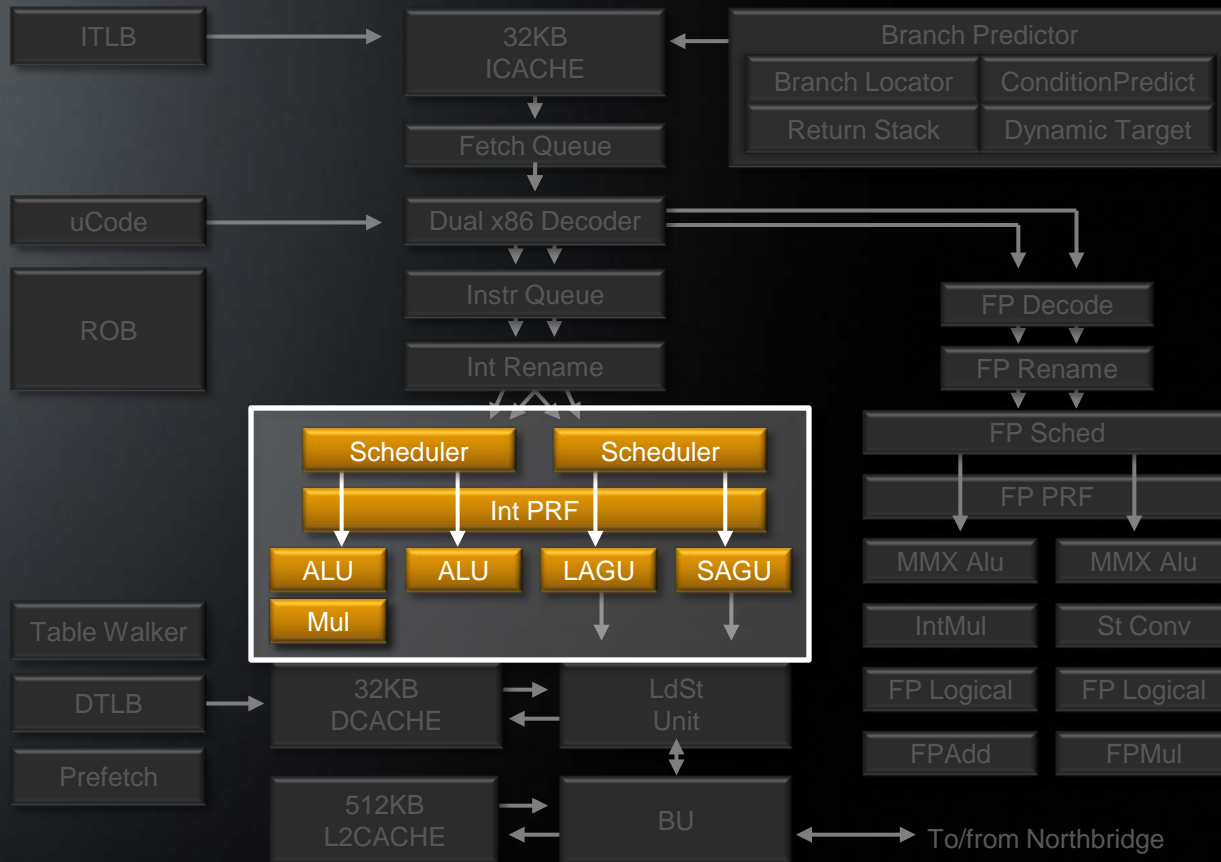 ITLB
32KB
ICACHE
Branch Predictor
Branch Locator
ConditionPredict
Return Stack
Dynamic Target
Fetch Queue
uCode
Dual x86 Decoder
ROB
Instr Queue
FP Decode
Int Rename
FP Rename
FP Sched
Scheduler
Scheduler
Int PRF
FP PRF
ALU
ALU
LAGU
SAGU
MMX Alu
MMX Alu
Mul
Table Walker
IntMul
St Conv
DTLB
32KB
DCACHE
LdSt
Unit
FP Logical
FP Logical
Prefetch
FPAdd
FPMul
512KB
L2CACHE
BU
To/from Northbridge